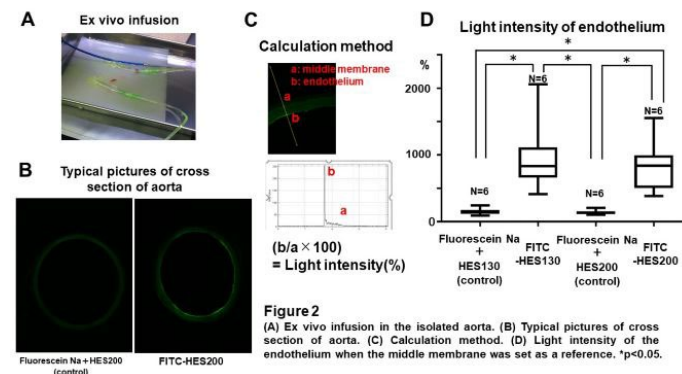 A
Ex vivo infusion
B
Typical pictures of cross
section of aorta
Fluorescein Na+HES200
(control)
FITC-HES200
C
Calculation method
a: middle membrane
b: endothelium
a
b
b
a
(b/a×100)
= Light intensity(%)
D
Light intensity of endothelium
*
*
*
*
%
2000
1000
0
N=6
N=6
N=6
N=6
Fluorescein Na
+
HES130
(control)
FITC
-HES130
Fluorescein Na
+
HES200
(control)
FITC
-HES200
Figure 2
(A) Ex vivo infusion in the isolated aorta. (B) Typical pictures of cross
section of aorta. (C) Calculation method. (D) Light intensity of the
endothelium when the middle membrane was set as a reference. *p<0.05.